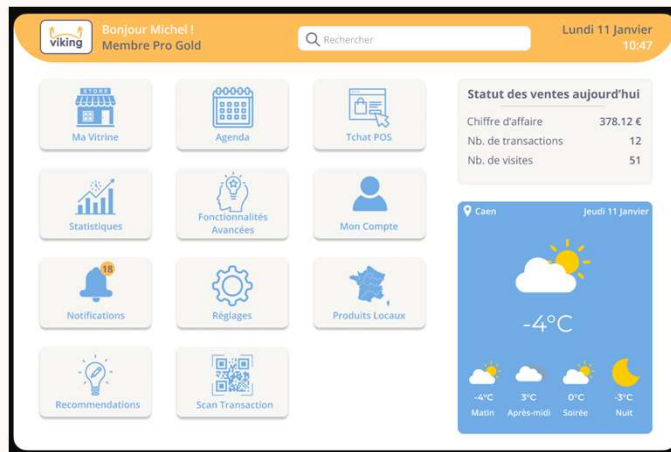 viking
Bonjour Michel !
Membre Pro Gold
Rechercher
Lundi 11 Janvier
10:47
STORE
Ma Vitrine
Agenda
Tchat POS
Statistiques
Fonctionnalités
Avancées
Mon Compte
18
Notifications
Réglages
Produits Locaux
Recommendations
Scan Transaction
Statut des ventes aujourd'hui
Chiffre d'affaire 378.12 €
Nb. de transactions 12
Nb. de visites 51
Caen Jeudi 11 Janvier
-4°C
-4°C 3°C 0°C -3°C
Matin Après-midi Soirée Nuit